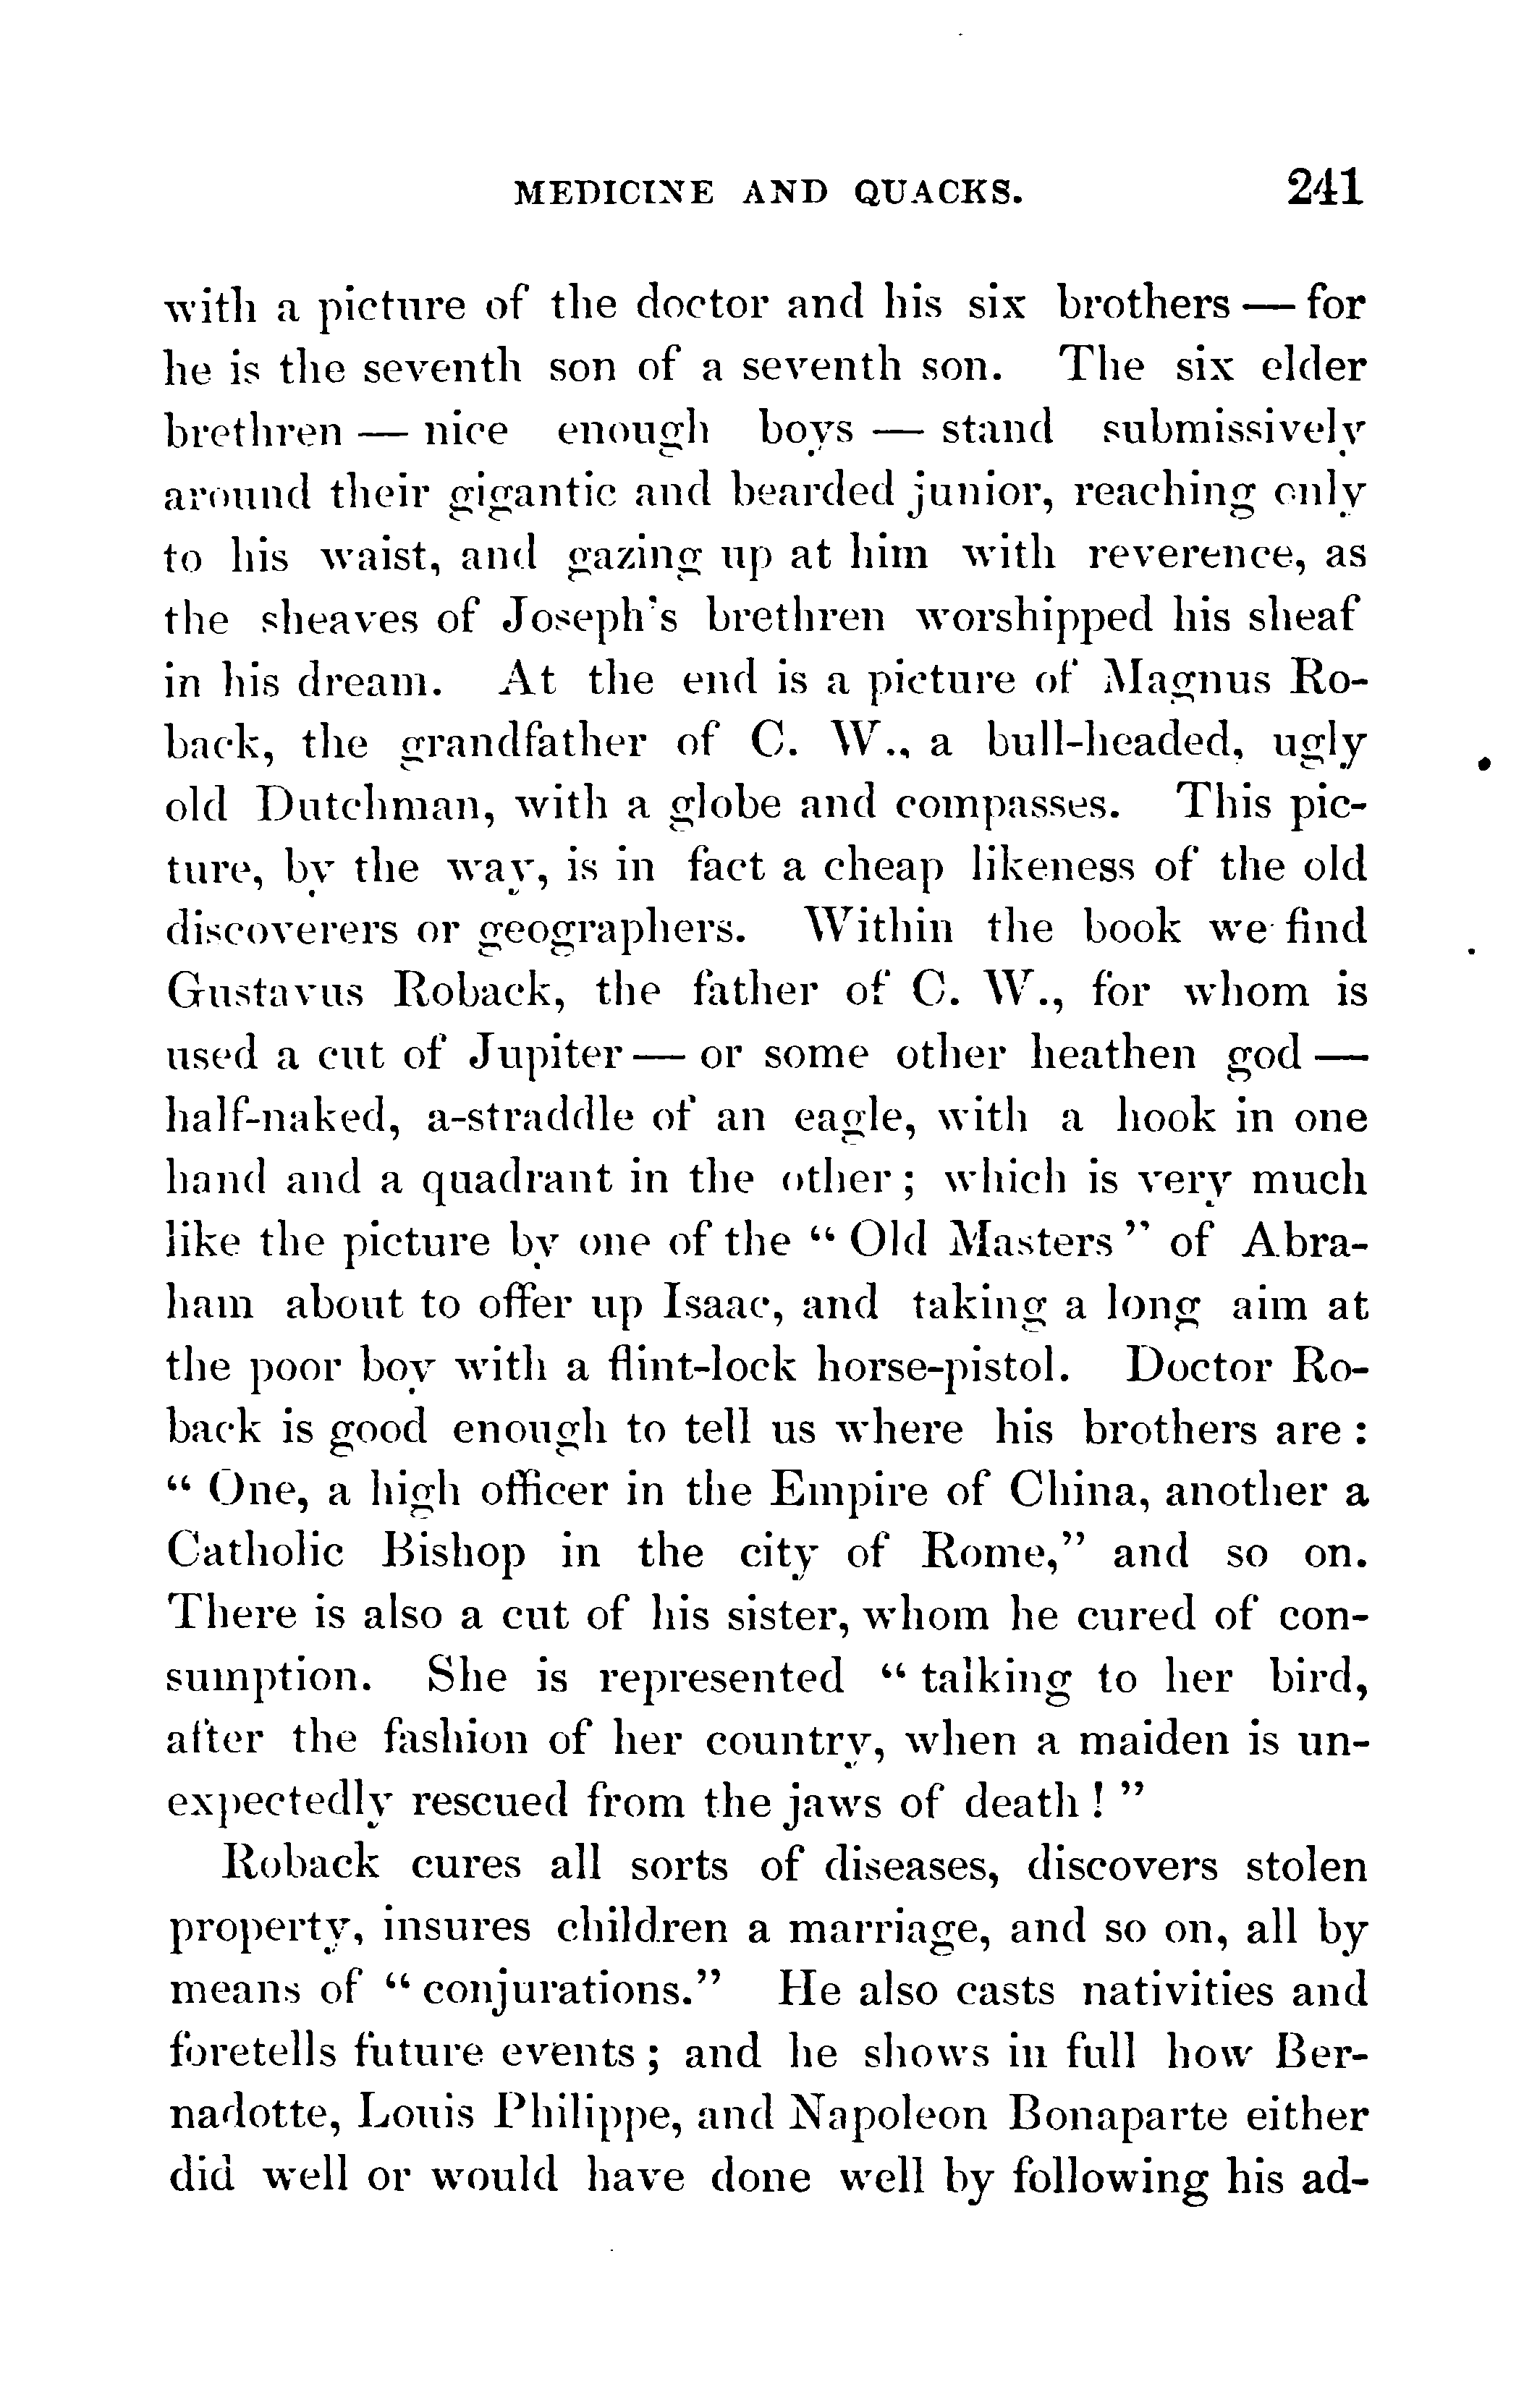 MEDICINE AND QUACKS. 241
with a picture of the doctor and his six brothers — for
he is the seventh son of a seventh son. The six elder
brethren — nice enough boys — stand submissively
around their gigantic and bearded junior, reaching only
to his waist, and gazing up at him with reverence, as
the sheaves of Joseph's brethren worshipped his sheaf
in his dream. At the end is a picture of Magnus Ro-
back, the grandfather of C. W., a bull-headed, ugly
old Dutchman, with a globe and compasses. This pic-
ture, by the way, is in fact a cheap likeness of the old
discoverers or geographers. Within the book we find
Gustavus Roback, the father of C. W., for whom is
used a cut of Jupiter — or some other heathen god —
half-naked, a-straddle of an eagle, with a hook in one
hand and a quadrant in the other; which is very much
like the picture by one of the "Old Masters" of Abra-
ham about to offer up Isaac, and taking a long aim at
the poor boy with a flint-lock horse-pistol. Doctor Ro-
back is good enough to tell us where his brothers are:
"One, a high officer in the Empire of China, another a
Catholic Bishop in the city of Rome," and so on.
There is also a cut of his sister, whom he cured of con-
sumption. She is represented "talking to her bird,
after the fashion of her country, when a maiden is un-
expectedly rescued from the jaws of death!"
Roback cures all sorts of diseases, discovers stolen
property, insures children a marriage, and so on, all by
means of "conjurations." He also casts nativities and
foretells future events; and he shows in full how Ber-
nadotte, Louis Philippe, and Napoleon Bonaparte either
did well or would have done well by following his ad-